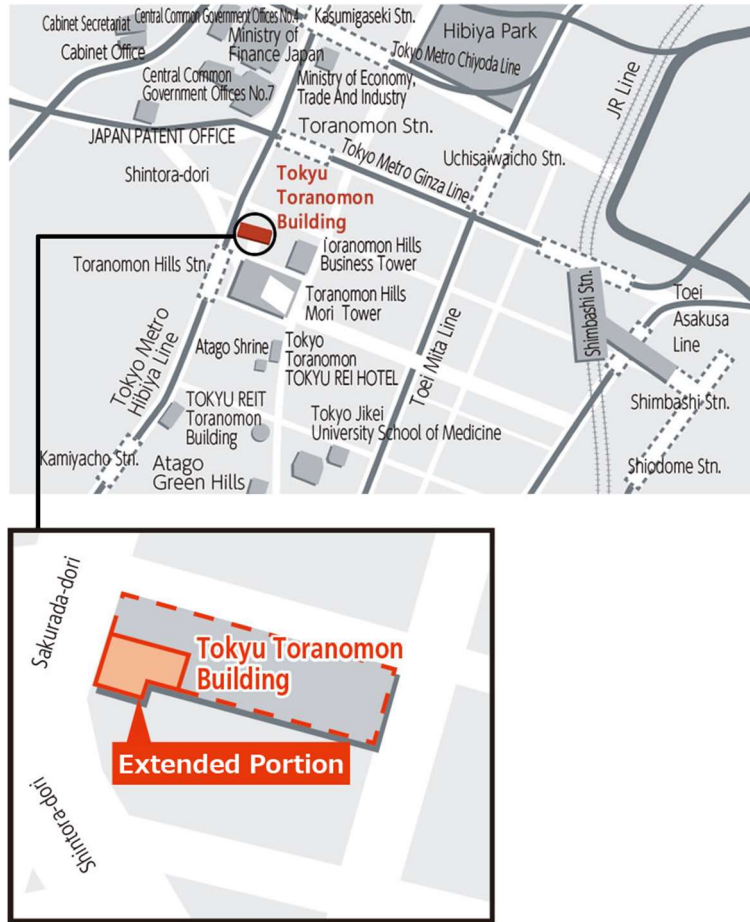 Cabinet Secretariat
Central Common Government Offices No.4
Kasumigaseki Stn.
Hibiya Park
Cabinet Office
Ministry of
Finance Japan
Tokyo Metro Chiyoda Line
Central Common
Government Offices No.7
Ministry of Economy,
Trade And Industry
JR Line
JAPAN PATENT OFFICE
Toranomon Stn.
Tokyo Metro Ginza Line
Uchisaiwaicho Stn.
Shintora-dori
Tokyu
Toranomon
Building
Toranomon Hills Stn.
Toranomon Hills
Business Tower
Toranomon Hills
Mori Tower
Shimbashi Stn.
Toei
Asakusa
Line
Tokyo Metro
Hibiya Line
Atago Shrine
Tokyo
Toranomon
TOKYU REI HOTEL
Toei Miita Line
TOKYU REIT
Toranomon
Building
Tokyo Jikei
University School of Medicine
Shimbashi Stn.
Kamiyacho Stn.
Atago
Green Hills
Shiodome Stn.
Sakurada-dori
Tokyu Toranomon
Building
Extended Portion
Shintora-dori